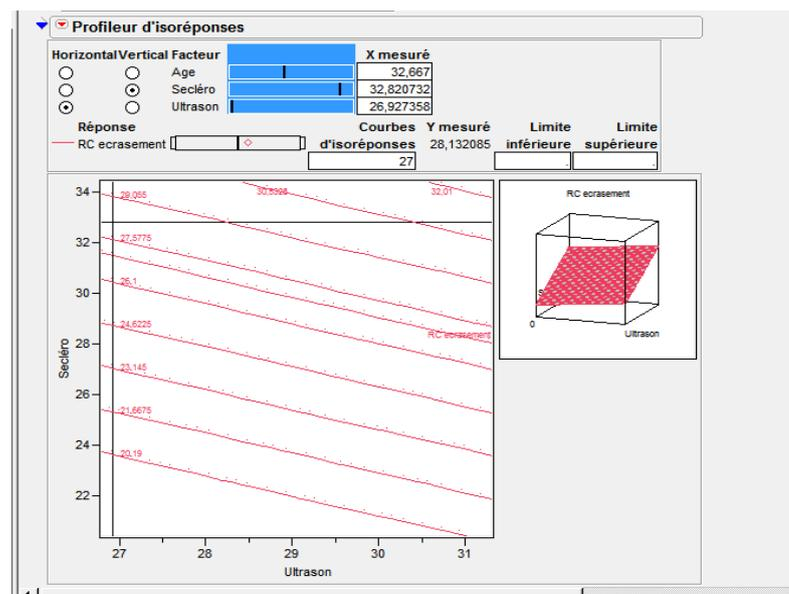 Profileur d'isoréponses
Horizontal Vertical Facteur X mesuré
Age 32,667
Secléro 32,820732
Ultrason 26,927358
Réponse Courbes Y mesuré Limite Limite
RC ecrasement d'isoréponses 28,132085 inférieure supérieure
27 . .
34
32
30
28
26
24
22
Secléro
29,055
30,5325
32,01
27,5775
26,1
RC ecrasement
24,6225
23,145
21,6675
20,19
27 28 29 30 31
Ultrason
RC ecrasement
S
0
Ultrason